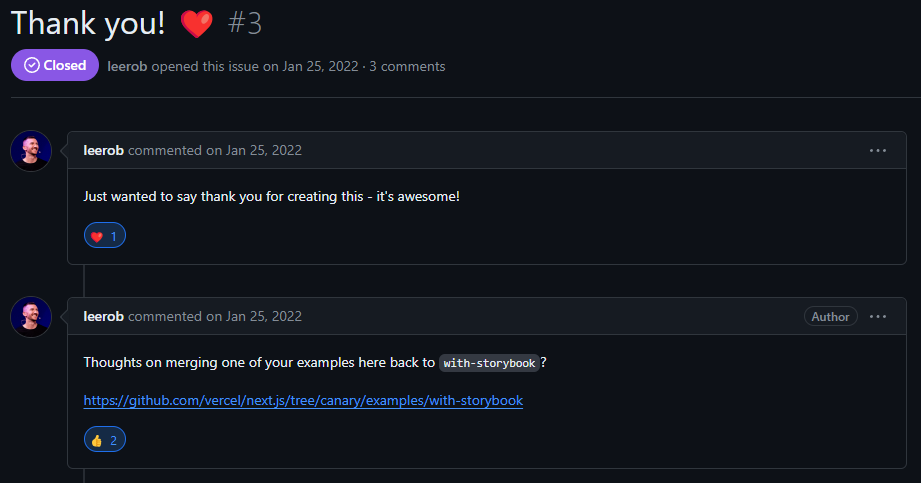 Thank you! ❤️ #3
Closed leerob opened this issue on Jan 25, 2022 · 3 comments
leerob commented on Jan 25, 2022
Just wanted to say thank you for creating this - it's awesome!
❤️ 1
leerob commented on Jan 25, 2022 Author
Thoughts on merging one of your examples here back to with-storybook?
https://github.com/vercel/next.js/tree/canary/examples/with-storybook
👍 2